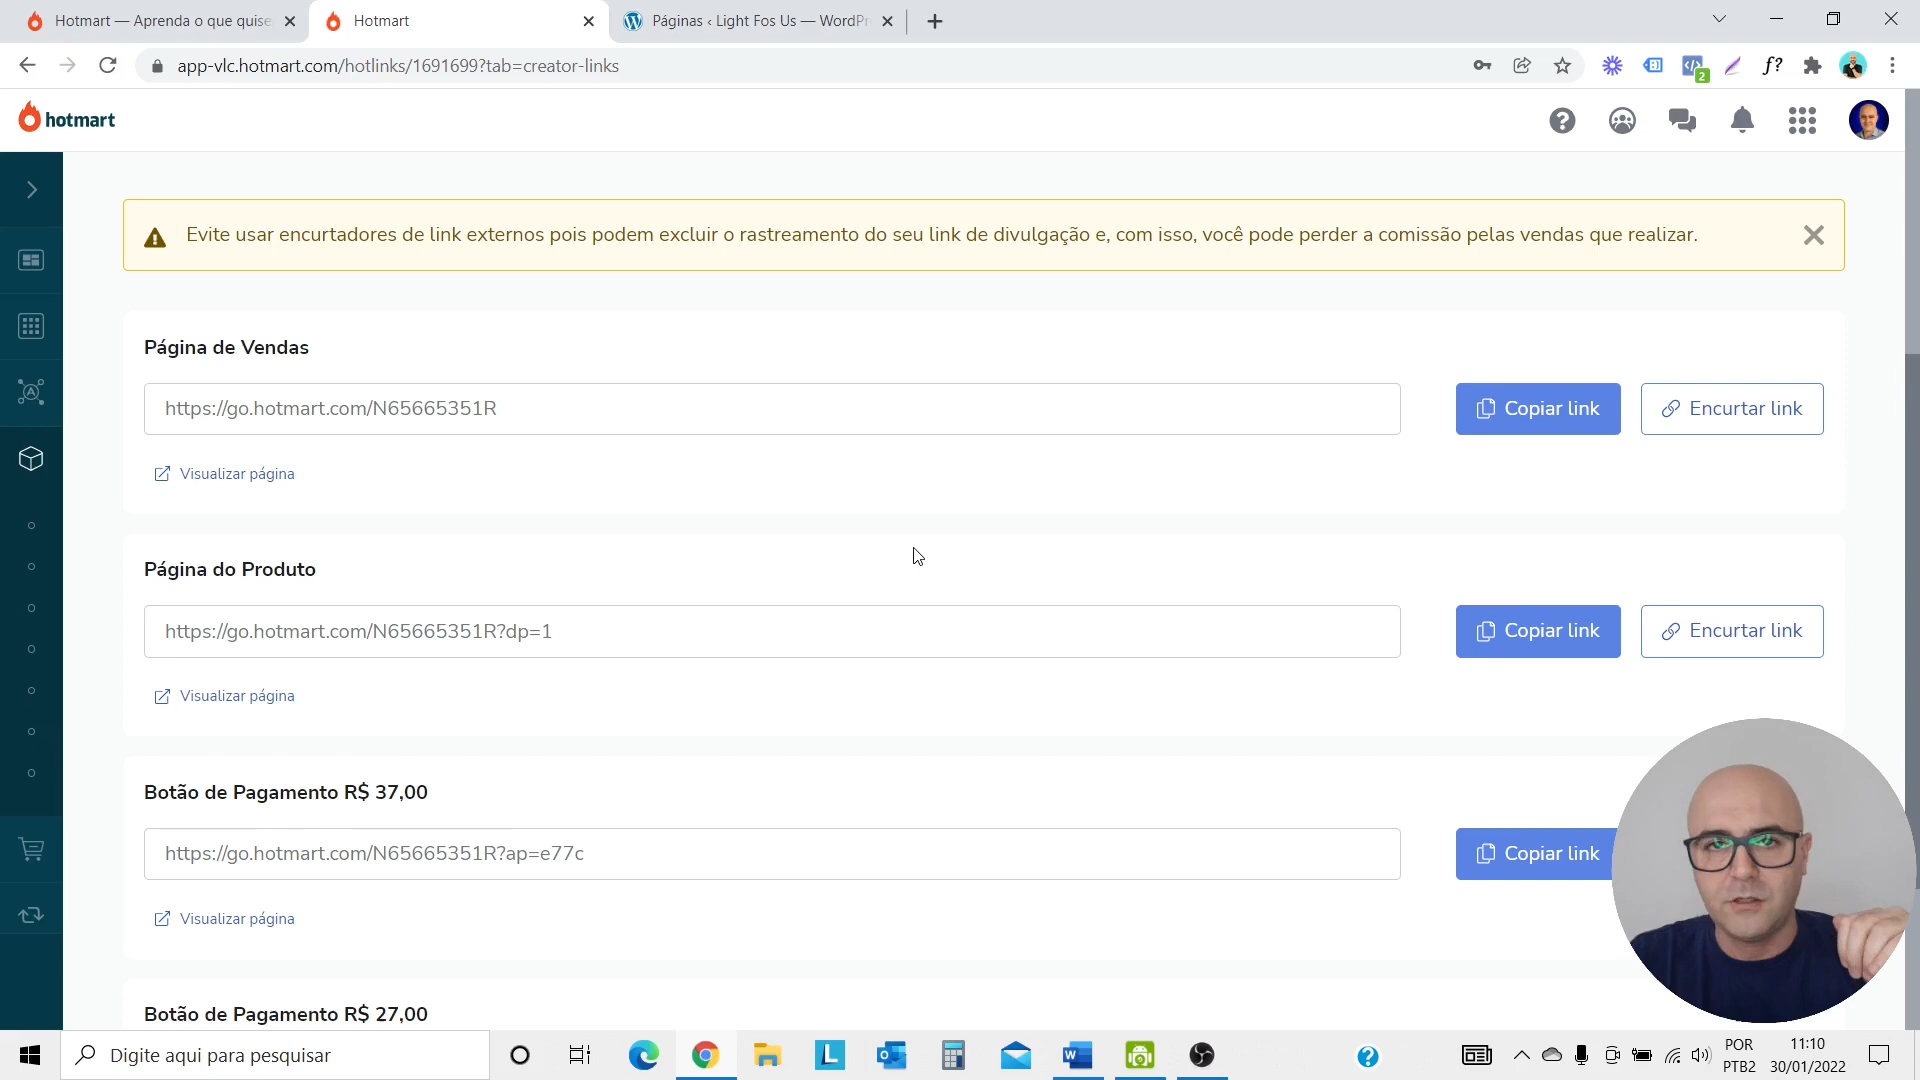 Hotmart — Aprenda o que quise
Hotmart
Páginas ‹ Light Fos Us — WordPr
app-vlc.hotmart.com/hotlinks/1691699?tab=creator-links
2
f?
hotmart
Evite usar encurtadores de link externos pois podem excluir o rastreamento do seu link de divulgação e, com isso, você pode perder a comissão pelas vendas que realizar.
Página de Vendas
https://go.hotmart.com/N65665351R
Copiar link
Encurtar link
Visualizar página
Página do Produto
https://go.hotmart.com/N65665351R?dp=1
Copiar link
Encurtar link
Visualizar página
Botão de Pagamento R$ 37,00
https://go.hotmart.com/N65665351R?ap=e77c
Copiar link
Visualizar página
Botão de Pagamento R$ 27,00
Digite aqui para pesquisar
POR
PTB2
11:10
30/01/2022